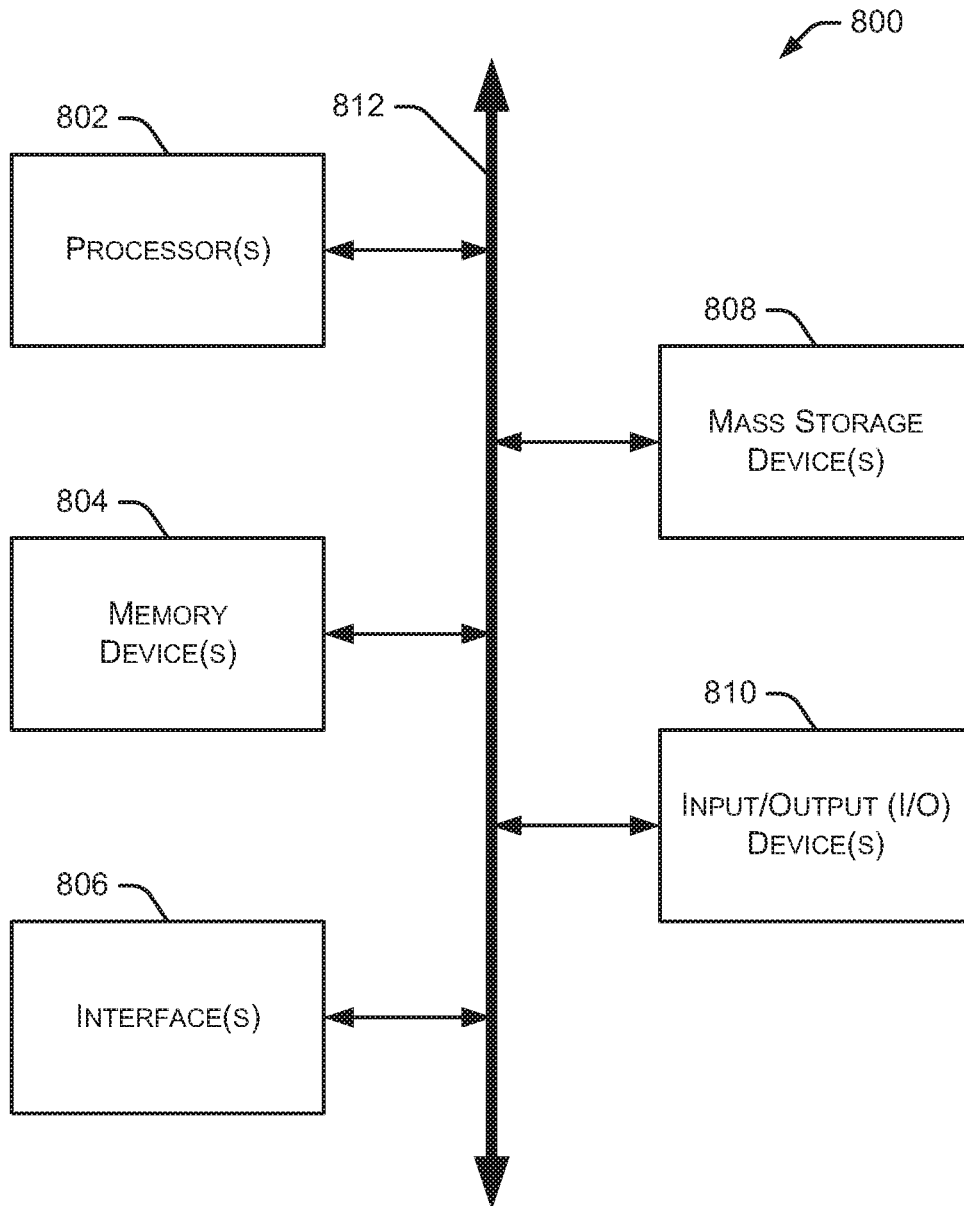 800
812
802
PROCESSOR(S)
808
MASS STORAGE
DEVICE(S)
804
MEMORY
DEVICE(S)
810
INPUT/OUTPUT (I/O)
DEVICE(S)
806
INTERFACE(S)